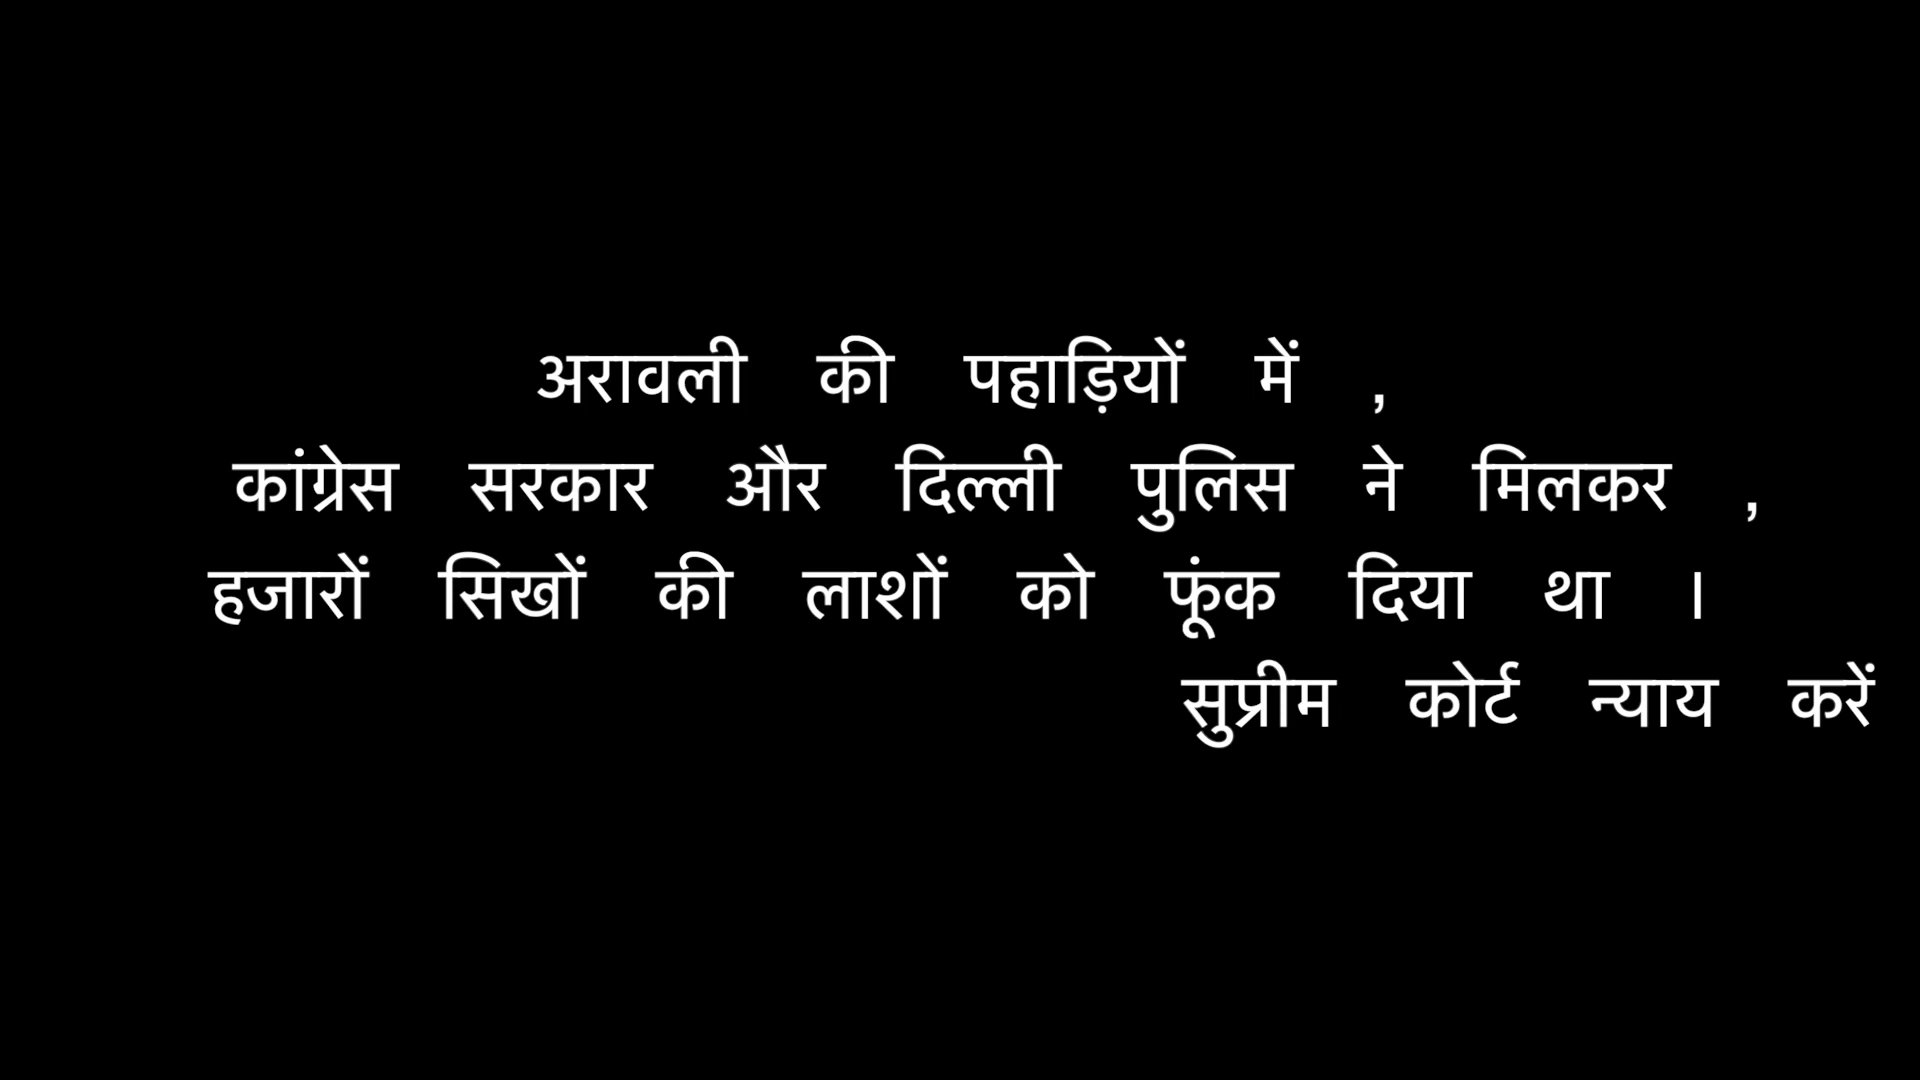 अरावली की पहाड़ियों में ,
कांग्रेस सरकार और दिल्ली पुलिस ने मिलकर ,
हजारों सिखों की लाशों को फूंक दिया था ।
सुप्रीम कोर्ट न्याय करें